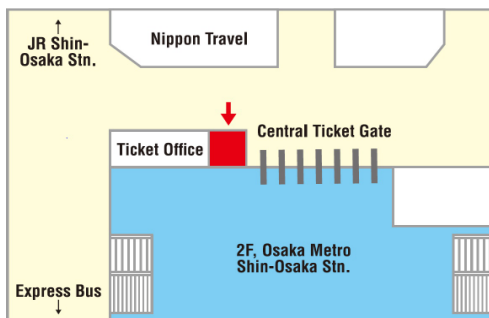 JR Shin-
Osaka Stn.
Nippon Travel
Ticket Office
Central Ticket Gate
2F, Osaka Metro
Shin-Osaka Stn.
Express Bus